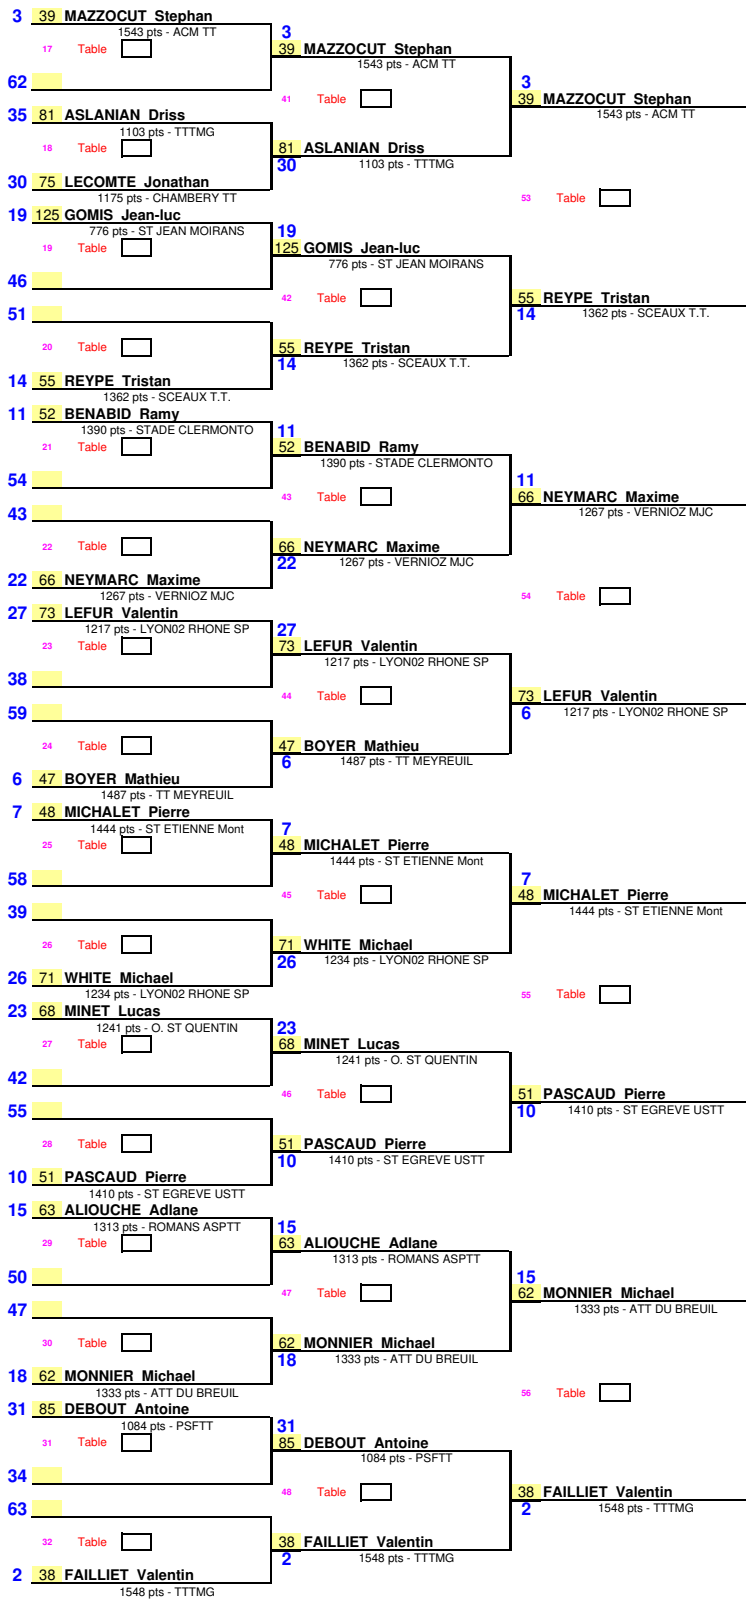 3 39 MAZZOCUT Stephan
1543 pts - ACM TT
17 Table
62
35 81 ASLANIAN Driss
1103 pts - TTTMG
18 Table
30 75 LECOMTE Jonathan
1175 pts - CHAMBERY TT
19 125 GOMIS Jean-luc
776 pts - ST JEAN MOIRANS
19 Table
46
51
20 Table
14 55 REYPE Tristan
1362 pts - SCEAUX T.T.
11 52 BENABID Ramy
1390 pts - STADE CLERMONTO
21 Table
54
43
22 Table
22 66 NEYMARC Maxime
1267 pts - VERNIOZ MJC
27 73 LEFUR Valentin
1217 pts - LYON02 RHONE SP
23 Table
38
59
24 Table
6 47 BOYER Mathieu
1487 pts - TT MEYREUIL
7 48 MICHALET Pierre
1444 pts - ST ETIENNE Mont
25 Table
58
39
26 Table
26 71 WHITE Michael
1234 pts - LYON02 RHONE SP
23 68 MINET Lucas
1241 pts - O. ST QUENTIN
27 Table
42
55
28 Table
10 51 PASCAUD Pierre
1410 pts - ST EGREVE USTT
15 63 ALIOUCHE Adlane
1313 pts - ROMANS ASPTT
29 Table
50
47
30 Table
18 62 MONNIER Michael
1333 pts - ATT DU BREUIL
31 85 DEBOUT Antoine
1084 pts - PSFTT
31 Table
34
63
32 Table
2 38 FAILLIET Valentin
1548 pts - TTTMG
3
39 MAZZOCUT Stephan
1543 pts - ACM TT
41 Table
81 ASLANIAN Driss
30 1103 pts - TTTMG
19
125 GOMIS Jean-luc
776 pts - ST JEAN MOIRANS
42 Table
55 REYPE Tristan
14 1362 pts - SCEAUX T.T.
11
52 BENABID Ramy
1390 pts - STADE CLERMONTO
43 Table
66 NEYMARC Maxime
22 1267 pts - VERNIOZ MJC
27
73 LEFUR Valentin
1217 pts - LYON02 RHONE SP
44 Table
47 BOYER Mathieu
6 1487 pts - TT MEYREUIL
7
48 MICHALET Pierre
1444 pts - ST ETIENNE Mont
45 Table
71 WHITE Michael
26 1234 pts - LYON02 RHONE SP
23
68 MINET Lucas
1241 pts - O. ST QUENTIN
46 Table
51 PASCAUD Pierre
10 1410 pts - ST EGREVE USTT
15
63 ALIOUCHE Adlane
1313 pts - ROMANS ASPTT
47 Table
62 MONNIER Michael
18 1333 pts - ATT DU BREUIL
31
85 DEBOUT Antoine
1084 pts - PSFTT
48 Table
38 FAILLIET Valentin
2 1548 pts - TTTMG
3
39 MAZZOCUT Stephan
1543 pts - ACM TT
53 Table
55 REYPE Tristan
14 1362 pts - SCEAUX T.T.
11
66 NEYMARC Maxime
1267 pts - VERNIOZ MJC
54 Table
73 LEFUR Valentin
6 1217 pts - LYON02 RHONE SP
7
48 MICHALET Pierre
1444 pts - ST ETIENNE Mont
55 Table
51 PASCAUD Pierre
10 1410 pts - ST EGREVE USTT
15
62 MONNIER Michael
1333 pts - ATT DU BREUIL
56 Table
38 FAILLIET Valentin
2 1548 pts - TTTMG